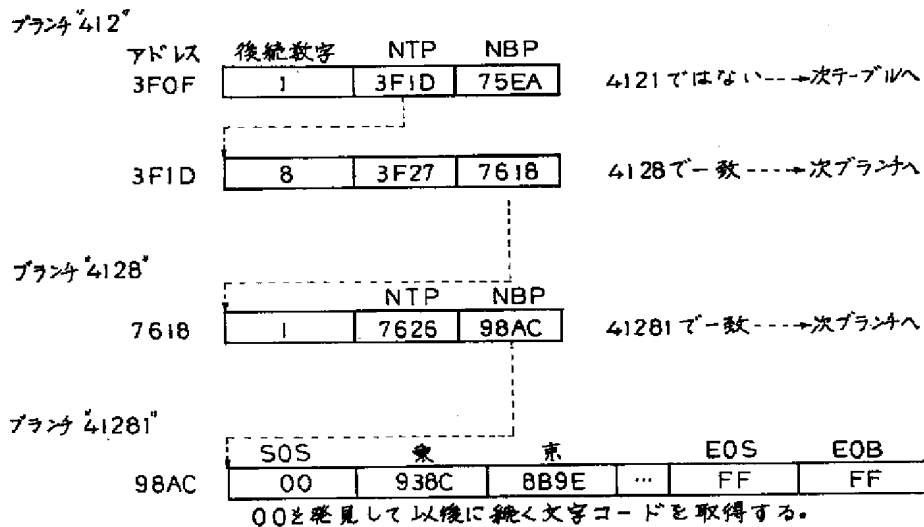 ブランチ"412"
アドレス 後続数字 NTP NBP
3F0F 1 3F1D 75EA 4121ではない---→次テーブルへ
3F1D 8 3F27 7618 4128で一致----→次ブランチへ
ブランチ"4128"
NTP NBP
7618 1 7626 98AC 41281で一致---→次ブランチへ
ブランチ"41281"
SOS 東 京 EOS EOB
98AC 00 938C 8B9E … FF FF
00を発見して以後に続く文字コードを取得する。